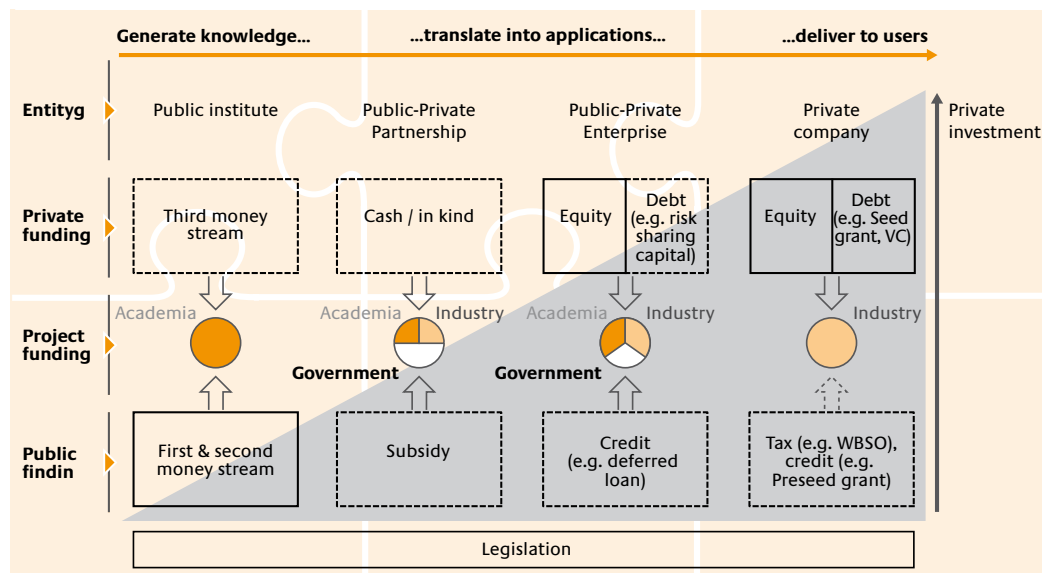 Generate knowledge...
...translate into applications...
...deliver to users
Entityg
Public institute
Public-Private
Partnership
Public-Private
Enterprise
Private
company
Private
investment
Private
funding
Third money
stream
Cash / in kind
Equity
Debt
(e.g. risk
sharing
capital)
Equity
Debt
(e.g. Seed
grant, VC)
Project
funding
Academia
Academia
Industry
Government
Academia
Industry
Government
Industry
Public
findin
First & second
money stream
Subsidy
Credit
(e.g. deferred
loan)
Tax (e.g. WBSO),
credit (e.g.
Preseed grant)
Legislation